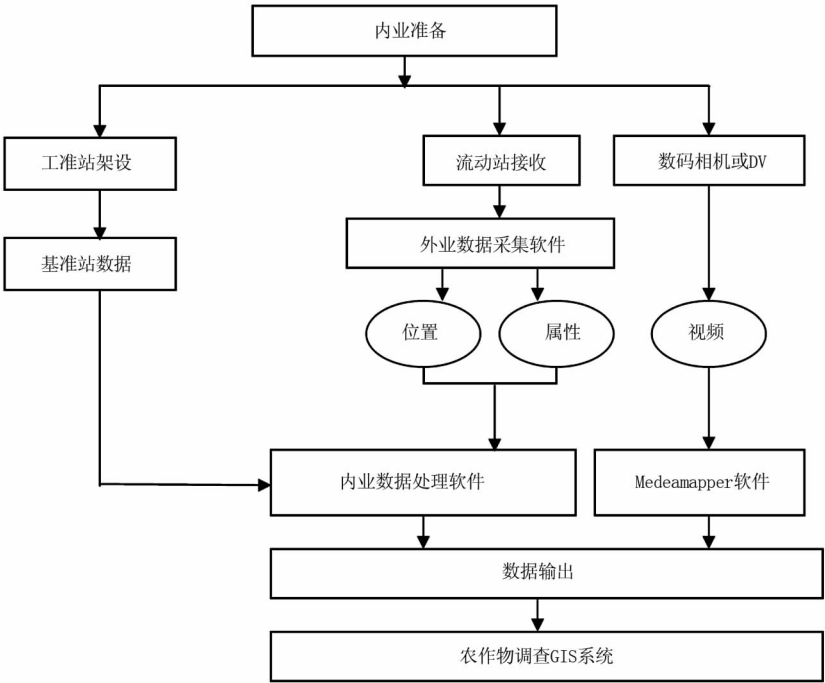 内业准备
工准站架设
流动站接收
数码相机或DV
外业数据采集软件
基准站数据
位置
属性
视频
内业数据处理软件
Medeamapper软件
数据输出
农作物调查GIS系统